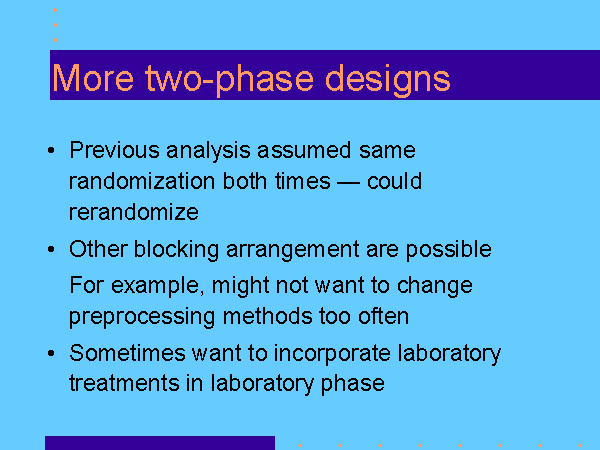 More two-phase designs
• Previous analysis assumed same
randomization both times — could
rerandomize
• Other blocking arrangement are possible
For example, might not want to change
preprocessing methods too often
• Sometimes want to incorporate laboratory
treatments in laboratory phase